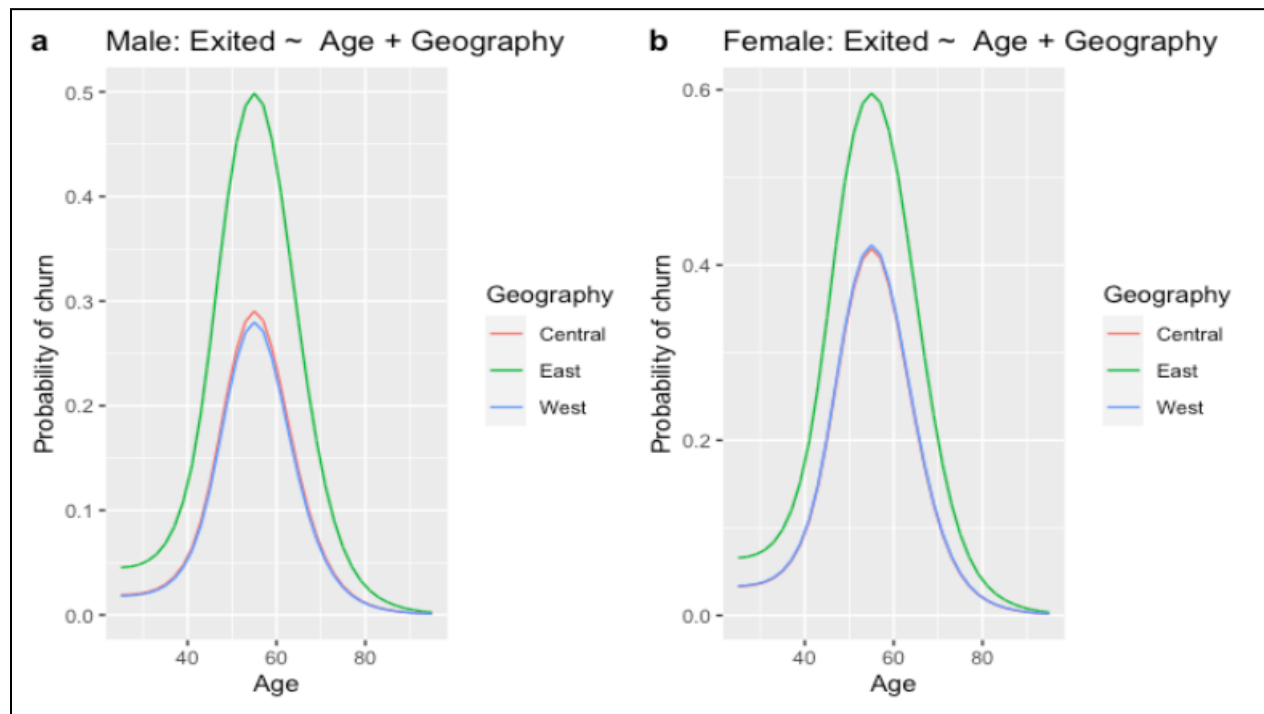 a Male: Exited ~ Age + Geography
Probability of churn
0.5
0.4
0.3
0.2
0.1
0.0
40 60 80
Age
Geography
Central
East
West
b Female: Exited ~ Age + Geography
Probability of churn
0.6
0.4
0.2
0.0
40 60 80
Age
Geography
Central
East
West